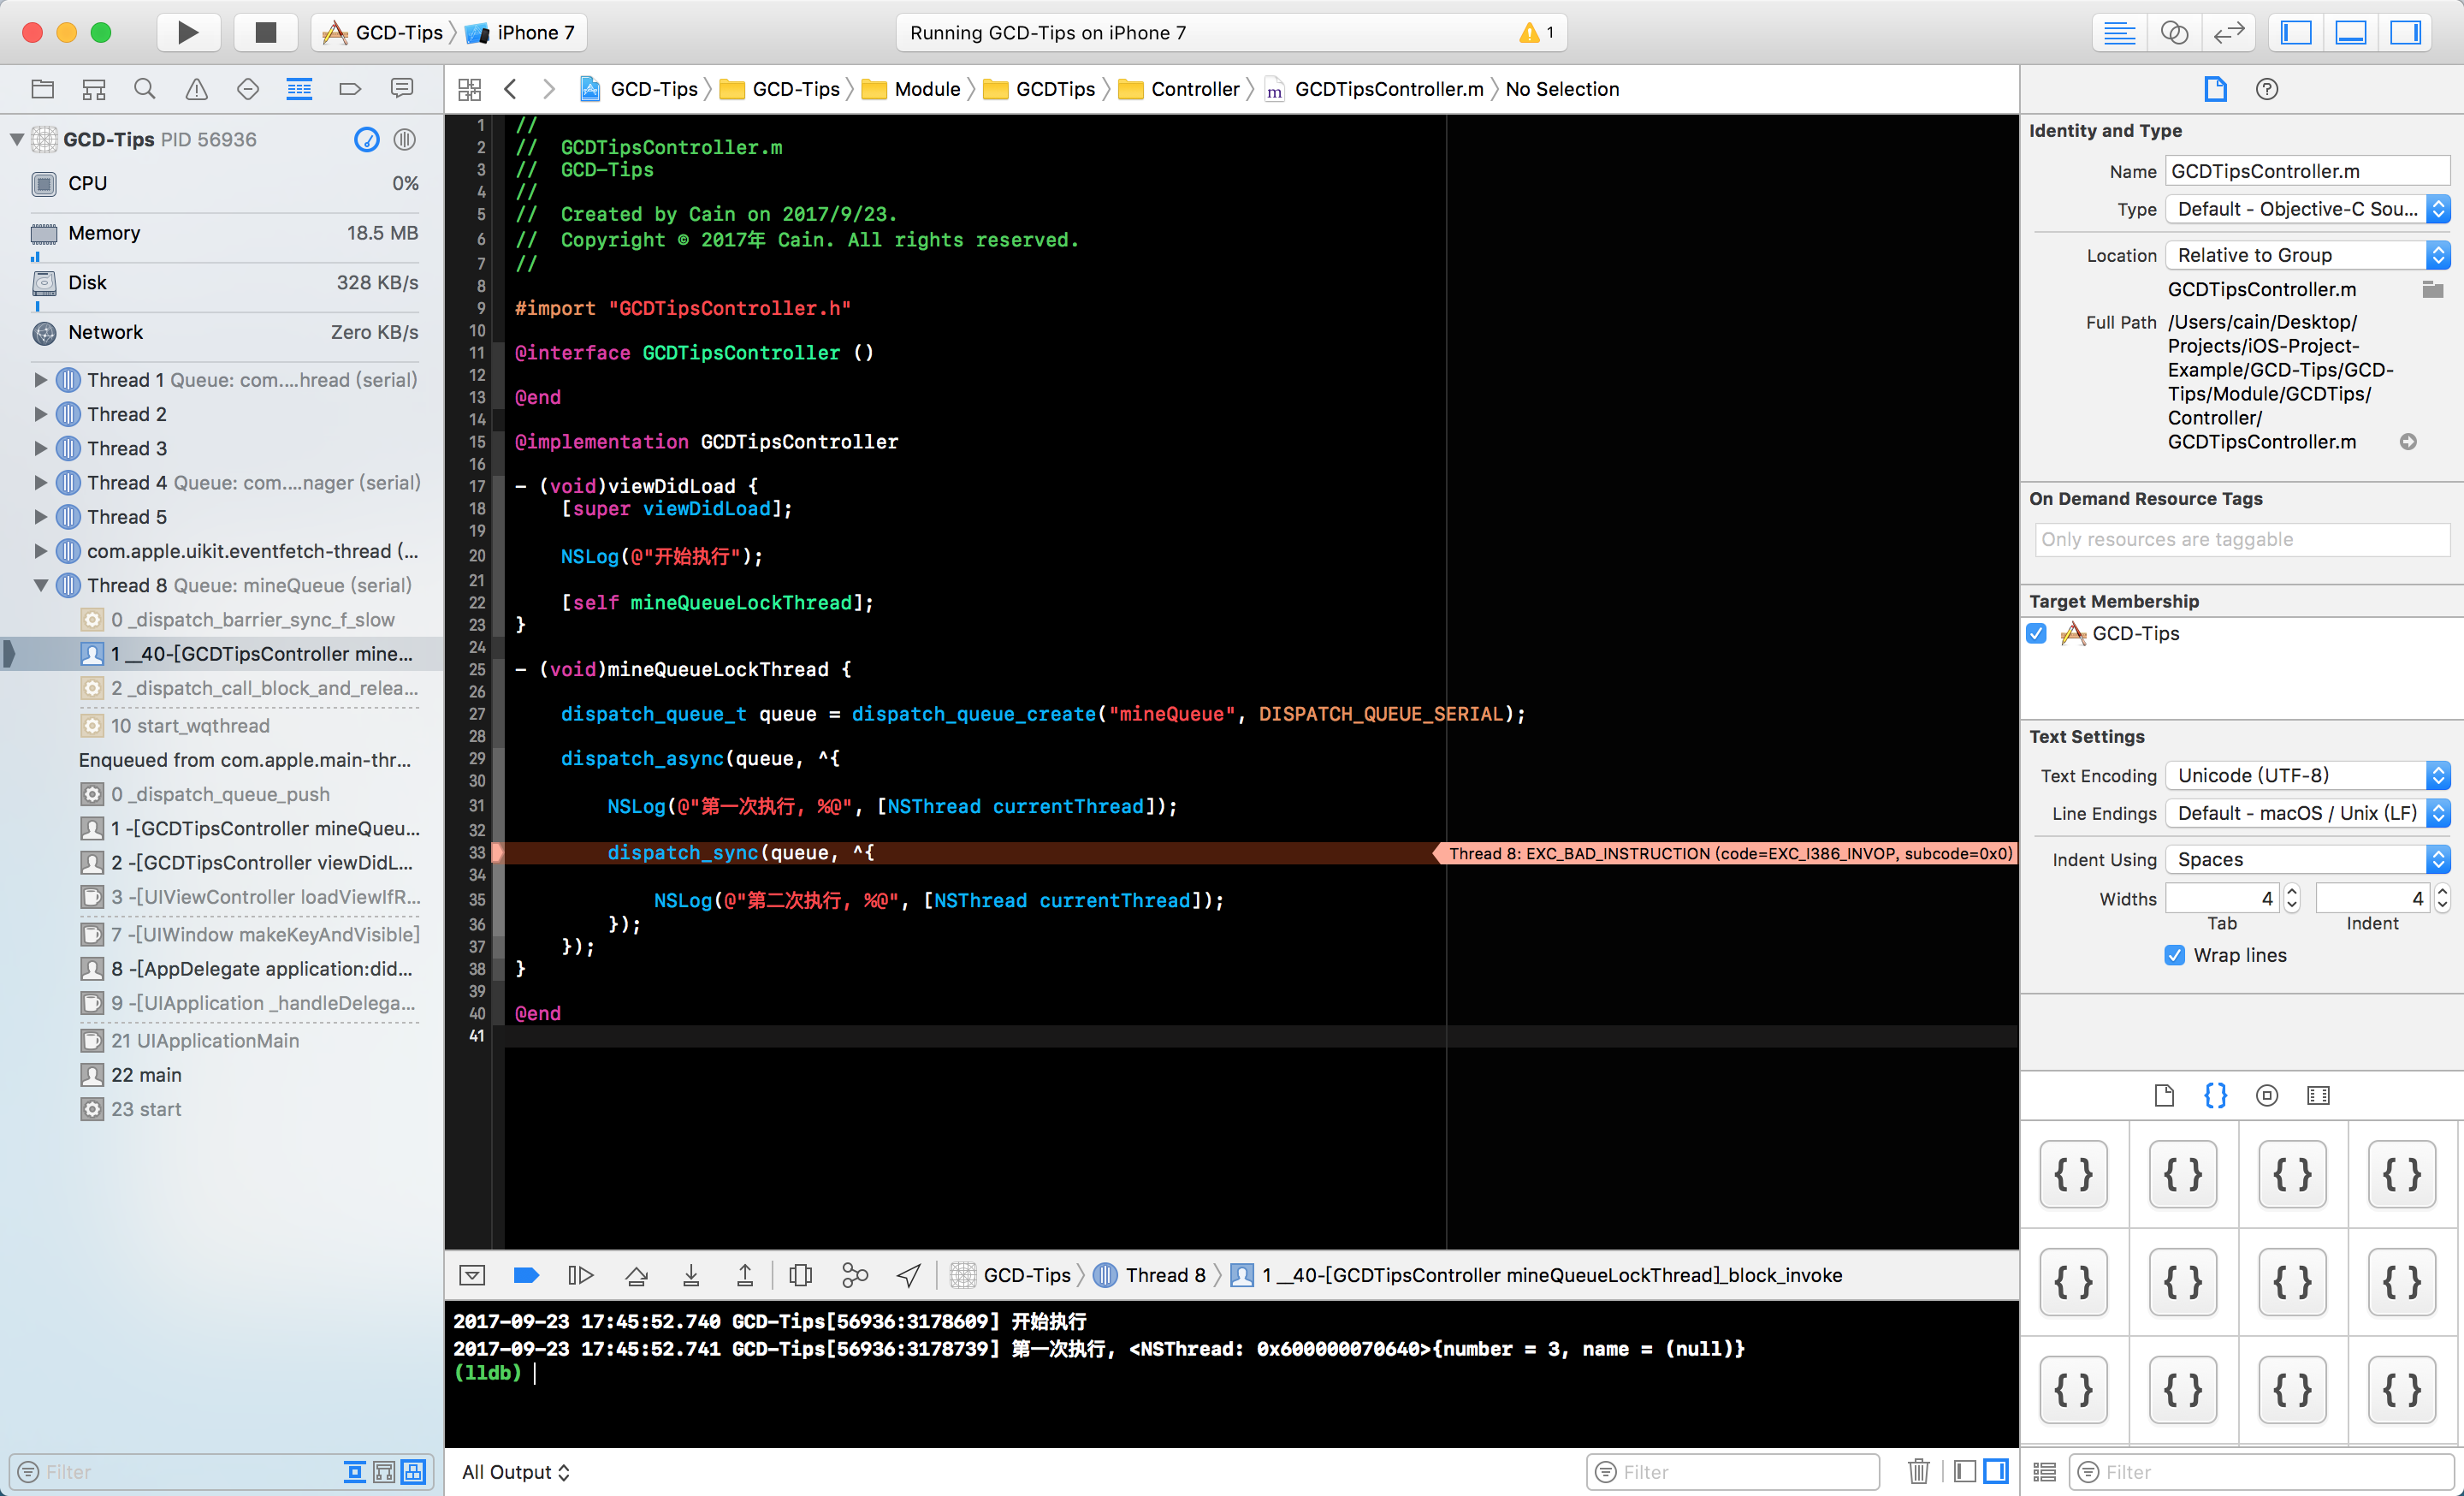 GCD-Tips 〉 iPhone 7
Running GCD-Tips on iPhone 7
1
GCD-Tips 〉 GCD-Tips 〉 Module 〉 GCDTips 〉 Controller 〉 m GCDTipsController.m 〉 No Selection
GCD-Tips PID 56936
CPU 0%
Memory 18.5 MB
Disk 328 KB/s
Network Zero KB/s
Thread 1 Queue: com....hread (serial)
Thread 2
Thread 3
Thread 4 Queue: com....nager (serial)
Thread 5
com.apple.uikit.eventfetch-thread (...
Thread 8 Queue: mineQueue (serial)
0 _dispatch_barrier_sync_f_slow
1 __40-[GCDTipsController mine...
2 _dispatch_call_block_and_relea...
10 start_wqthread
Enqueued from com.apple.main-thr...
0 _dispatch_queue_push
1 -[GCDTipsController mineQueu...
2 -[GCDTipsController viewDidL...
3 -[UIViewController loadViewIfR...
7 -[UIWindow makeKeyAndVisible]
8 -[AppDelegate application:did...
9 -[UIApplication _handleDelega...
21 UIApplicationMain
22 main
23 start
Filter
1 //
2 //  GCDTipsController.m
3 //  GCD-Tips
4 //
5 //  Created by Cain on 2017/9/23.
6 //  Copyright © 2017年 Cain. All rights reserved.
7 //
8
9 #import "GCDTipsController.h"
10
11 @interface GCDTipsController ()
12
13 @end
14
15 @implementation GCDTipsController
16
17 - (void)viewDidLoad {
18     [super viewDidLoad];
19
20     NSLog(@"开始执行");
21
22     [self mineQueueLockThread];
23 }
24
25 - (void)mineQueueLockThread {
26
27     dispatch_queue_t queue = dispatch_queue_create("mineQueue", DISPATCH_QUEUE_SERIAL);
28
29     dispatch_async(queue, ^{
30
31         NSLog(@"第一次执行, %@", [NSThread currentThread]);
32
33         dispatch_sync(queue, ^{ Thread 8: EXC_BAD_INSTRUCTION (code=EXC_I386_INVOP, subcode=0x0)
34
35             NSLog(@"第二次执行, %@", [NSThread currentThread]);
36         });
37     });
38 }
39
40 @end
41
GCD-Tips 〉 Thread 8 〉 1 __40-[GCDTipsController mineQueueLockThread]_block_invoke
2017-09-23 17:45:52.740 GCD-Tips[56936:3178609] 开始执行
2017-09-23 17:45:52.741 GCD-Tips[56936:3178739] 第一次执行, <NSThread: 0x600000070640>{number = 3, name = (null)}
(lldb)
All Output
Filter
Identity and Type
Name GCDTipsController.m
Type Default - Objective-C Sou...
Location Relative to Group
GCDTipsController.m
Full Path /Users/cain/Desktop/
Projects/iOS-Project-
Example/GCD-Tips/GCD-
Tips/Module/GCDTips/
Controller/
GCDTipsController.m
On Demand Resource Tags
Only resources are taggable
Target Membership
GCD-Tips
Text Settings
Text Encoding Unicode (UTF-8)
Line Endings Default - macOS / Unix (LF)
Indent Using Spaces
Widths 4 4
Tab Indent
Wrap lines
{}
{ } { } { } { }
{ } { } { } { }
{ } { } { } { }
Filter